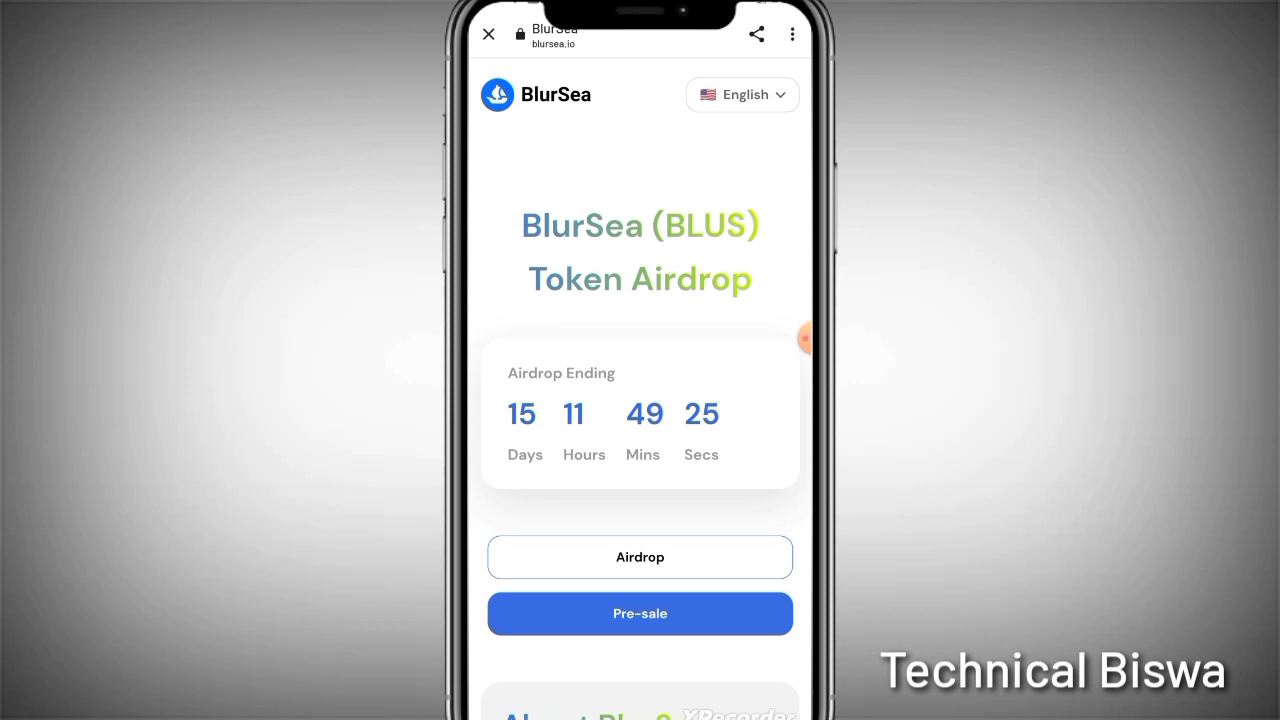 BlurSea
blursea.io
BlurSea
English
BlurSea (BLUS)
Token Airdrop
Airdrop Ending
15 11 49 25
Days Hours Mins Secs
Airdrop
Pre-sale
XRecorder
Technical Biswa